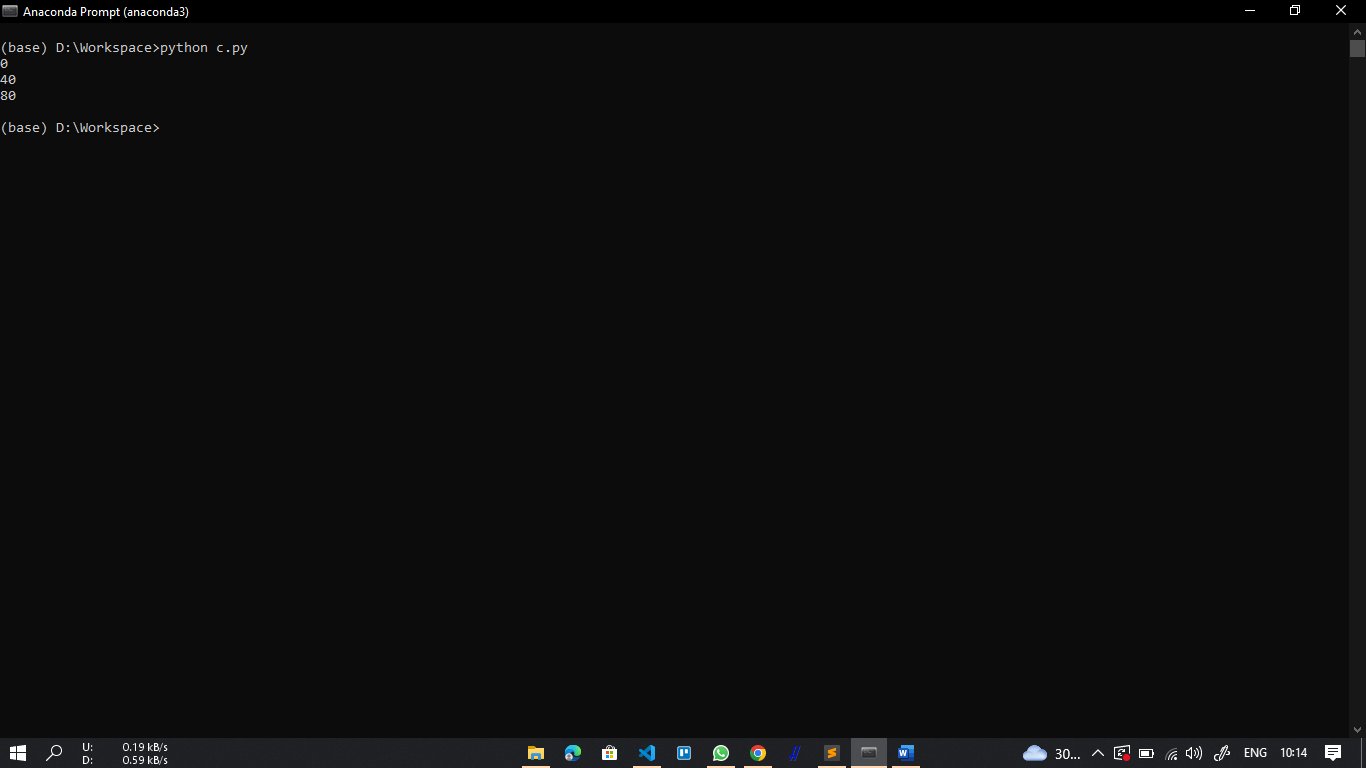 Anaconda Prompt (anaconda3)
(base) D:\Workspace>python c.py
0
40
80
(base) D:\Workspace>
U: 0.19 kB/s
D: 0.59 kB/s
30...
ENG
10:14